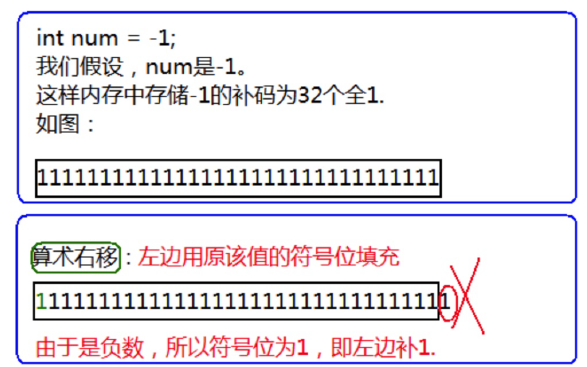 int num = -1;
我们假设，num是-1。
这样内存中存储-1的补码为32个全1.
如图：
11111111111111111111111111111111
算术右移：左边用原该值的符号位填充
111111111111111111111111111111111
由于是负数，所以符号位为1，即左边补1.